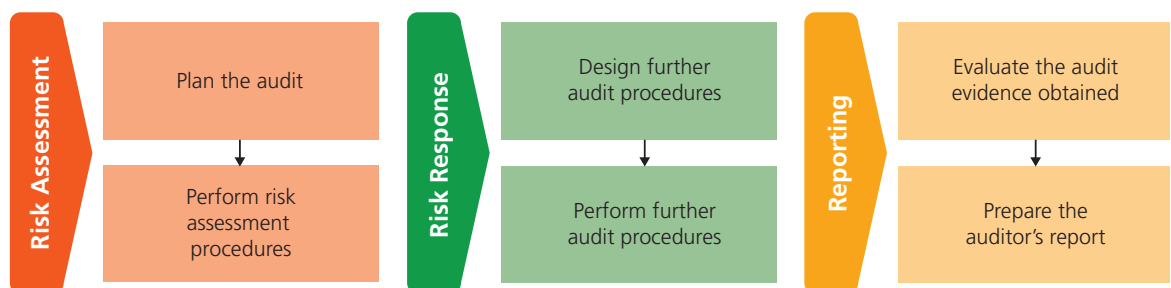 Risk Assessment
Plan the audit
Perform risk
assessment
procedures
Risk Response
Design further
audit procedures
Perform further
audit procedures
Reporting
Evaluate the audit
evidence obtained
Prepare the
auditor’s report